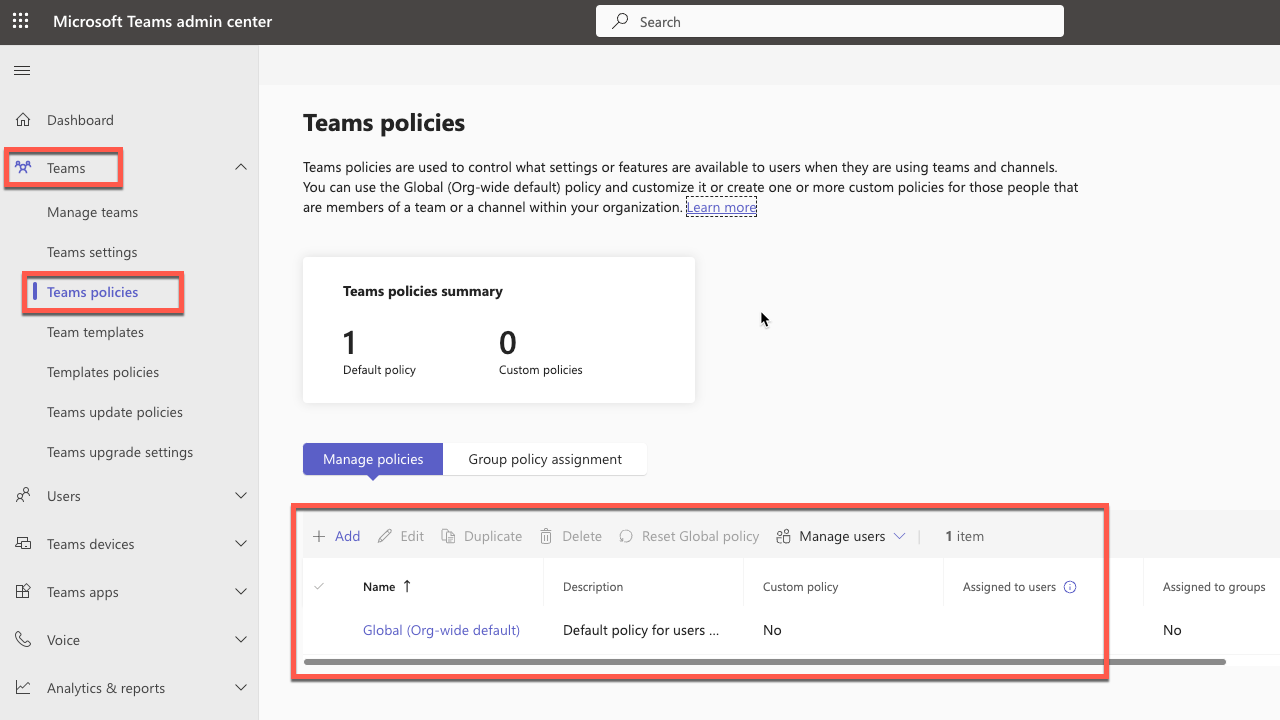 Microsoft Teams admin center
Search
Dashboard
Teams
Manage teams
Teams settings
Teams policies
Team templates
Templates policies
Teams update policies
Teams upgrade settings
Users
Teams devices
Teams apps
Voice
Analytics & reports
Teams policies
Teams policies are used to control what settings or features are available to users when they are using teams and channels.
You can use the Global (Org-wide default) policy and customize it or create one or more custom policies for those people that
are members of a team or a channel within your organization. Learn more
Teams policies summary
1 0
Default policy Custom policies
Manage policies Group policy assignment
Add Edit Duplicate Delete Reset Global policy Manage users 1 item
Name Description Custom policy Assigned to users Assigned to groups
Global (Org-wide default) Default policy for users ... No No